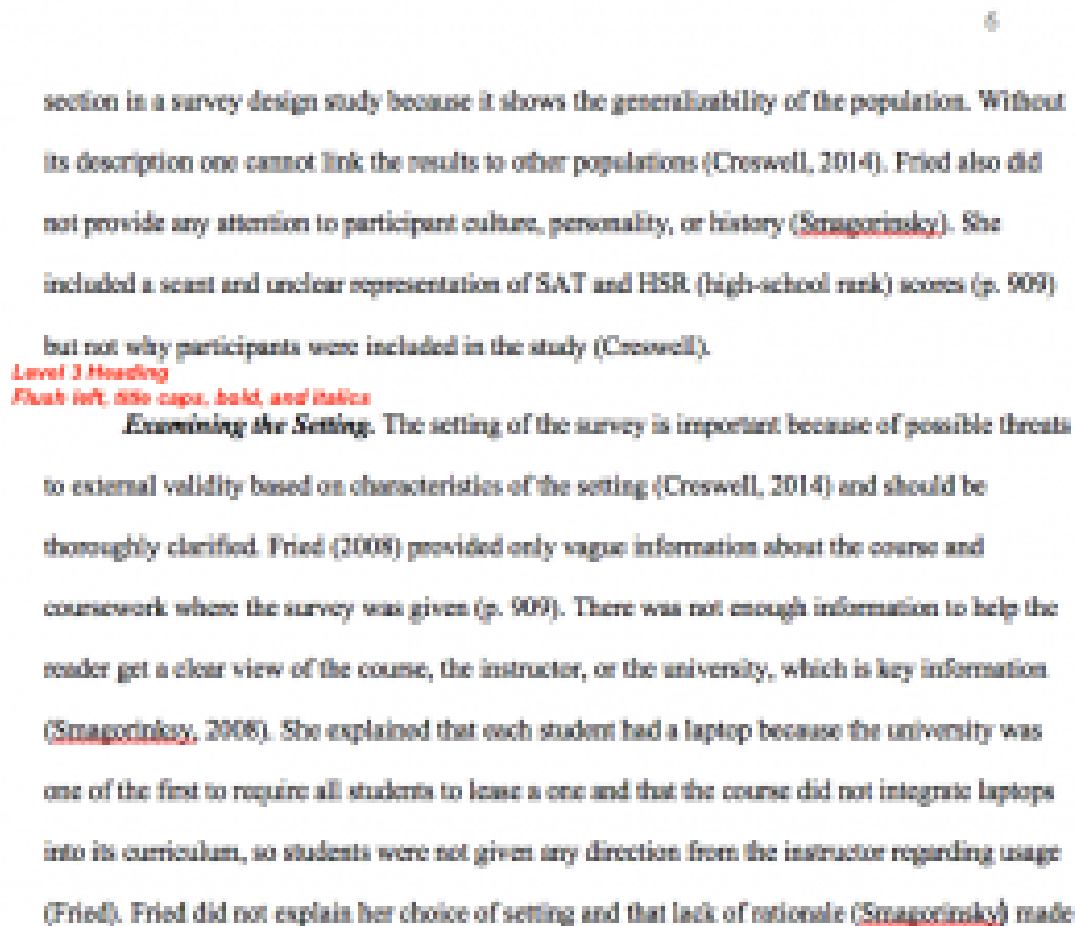 6
section in a survey design study because it shows the generalizability of the population. Without
its description one cannot link the results to other populations (Creswell, 2014). Fried also did
not provide any attention to participant culture, personality, or history (Smagorinsky). She
included a scant and unclear representation of SAT and HSR (high-school rank) scores (p. 909)
but not why participants were included in the study (Creswell).
Level 3 Heading
Flush left, title caps, bold, and italics
Examining the Setting. The setting of the survey is important because of possible threats
to external validity based on characteristics of the setting (Creswell, 2014) and should be
thoroughly clarified. Fried (2008) provided only vague information about the course and
coursework where the survey was given (p. 909). There was not enough information to help the
reader get a clear view of the course, the instructor, or the university, which is key information
(Smagorinksy, 2008). She explained that each student had a laptop because the university was
one of the first to require all students to lease a one and that the course did not integrate laptops
into its curriculum, so students were not given any direction from the instructor regarding usage
(Fried). Fried did not explain her choice of setting and that lack of rationale (Smagorinsky) made